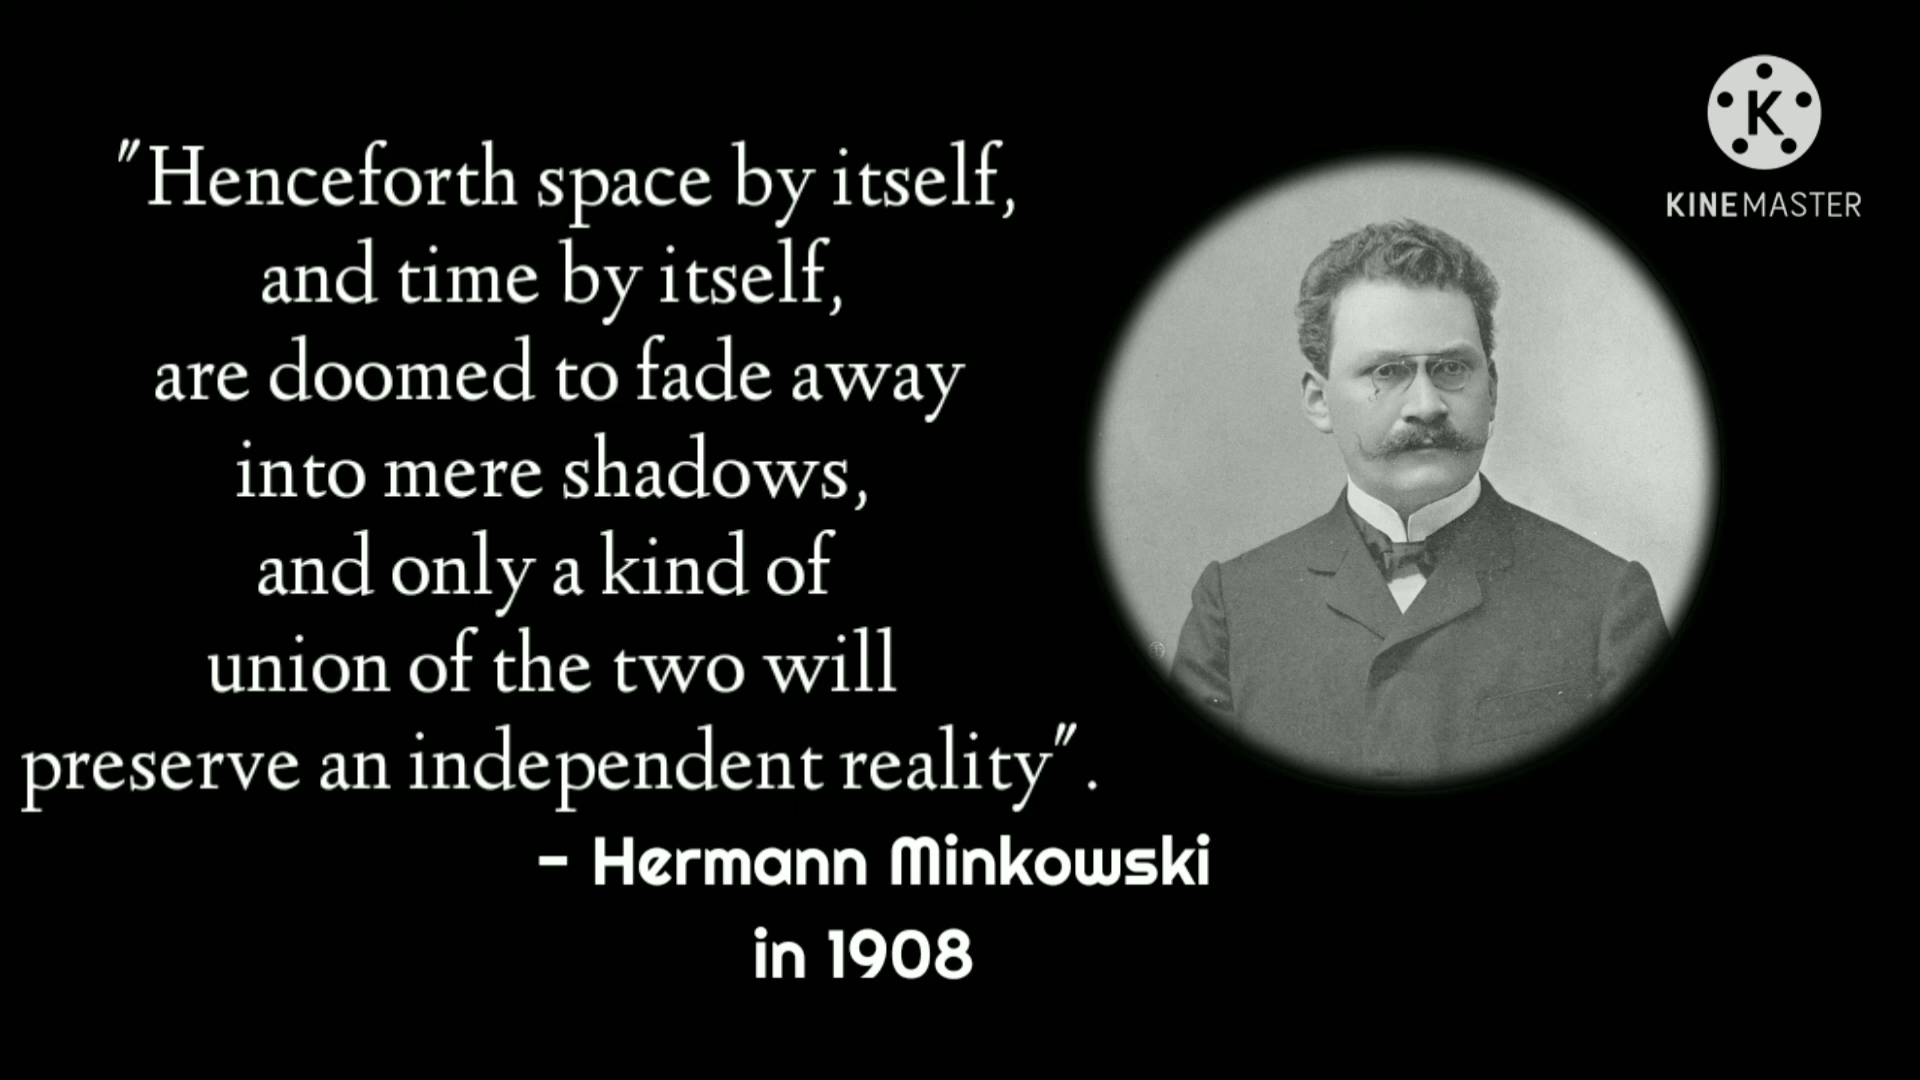 "Henceforth space by itself,
and time by itself,
are doomed to fade away
into mere shadows,
and only a kind of
union of the two will
preserve an independent reality".
- Hermann Minkowski
in 1908
K
KINEMASTER